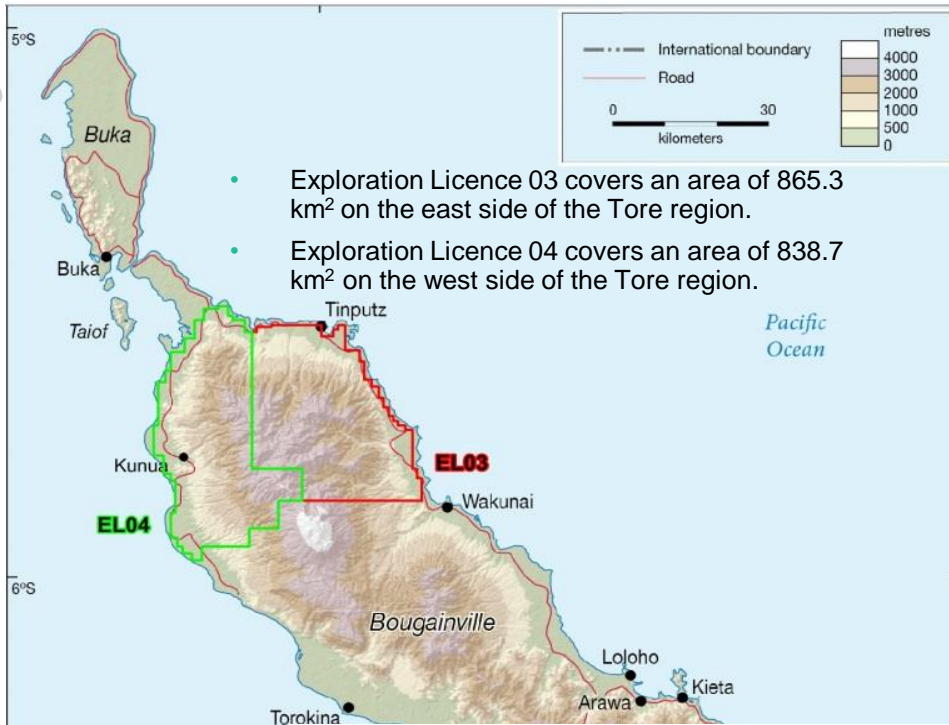 5°S
metres
International boundary
4000
Road
3000
2000
0 30
1000
kilometers
500
0
Buka
• Exploration Licence 03 covers an area of 865.3
km² on the east side of the Tore region.
• Exploration Licence 04 covers an area of 838.7
km² on the west side of the Tore region.
Buka
Tinputz
Taiof
Pacific
Ocean
Kunua
EL03
Wakunai
EL04
6°S
Bougainville
Loloho
Kieta
Arawa
Torokina